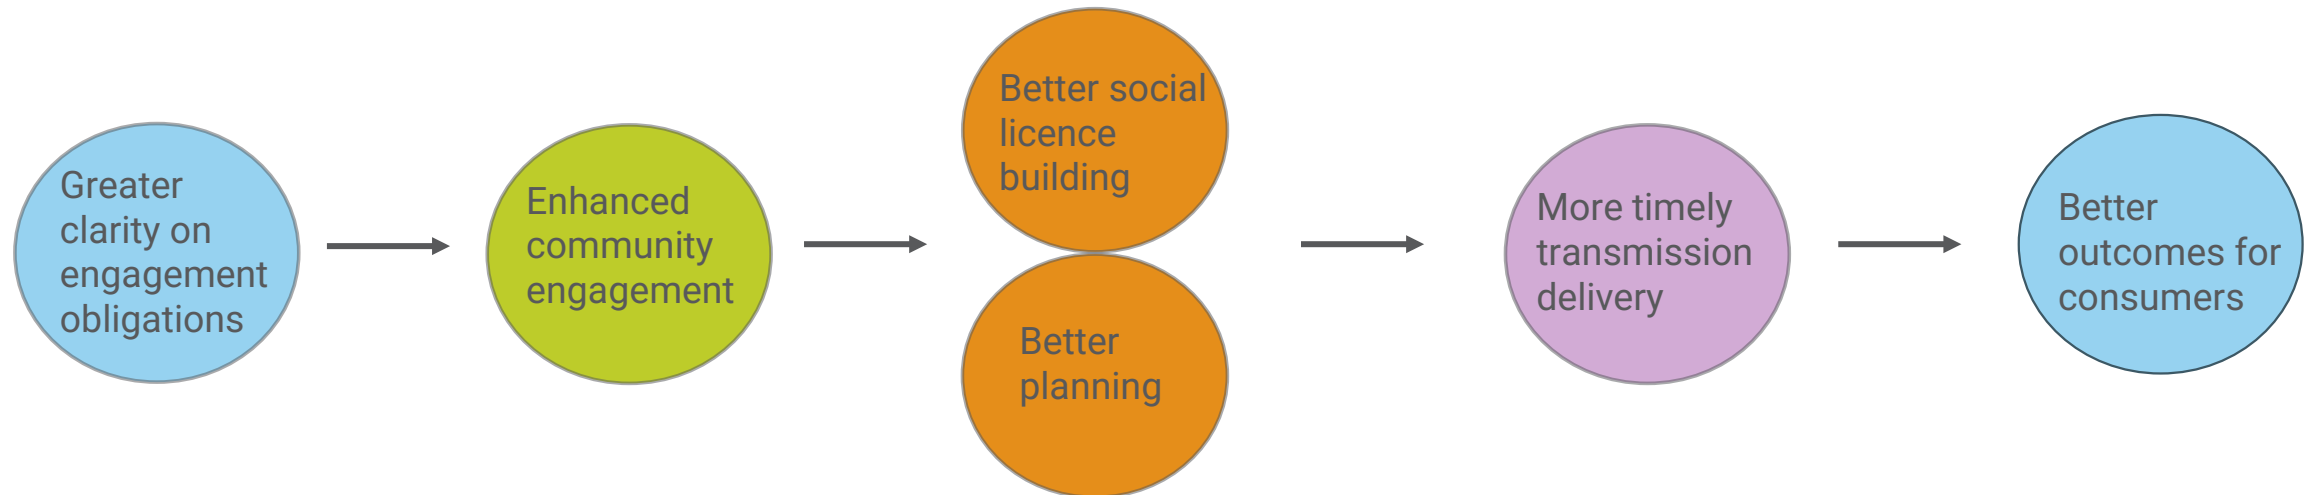 Greater
clarity on
engagement
obligations
Enhanced
community
engagement
Better social
licence
building
Better
planning
More timely
transmission
delivery
Better
outcomes for
consumers